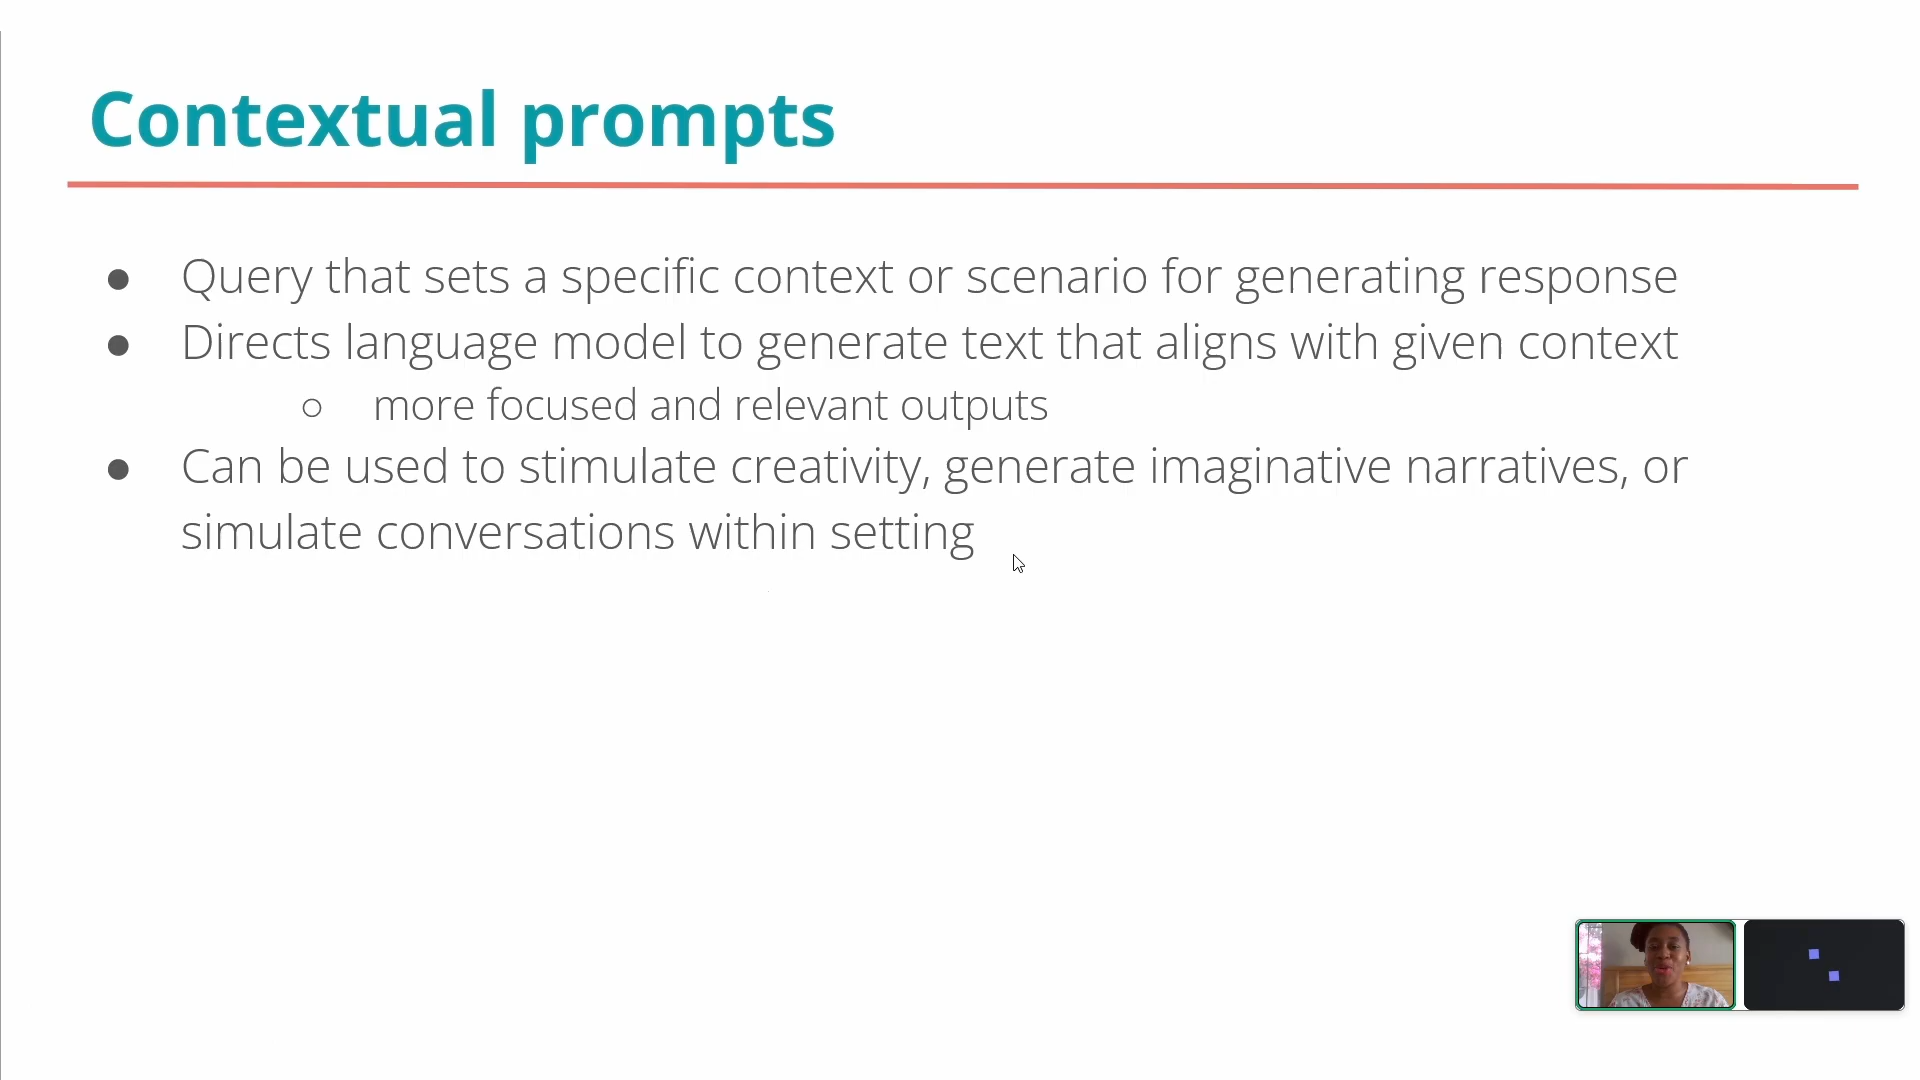 Contextual prompts
● Query that sets a specific context or scenario for generating response
● Directs language model to generate text that aligns with given context
○ more focused and relevant outputs
● Can be used to stimulate creativity, generate imaginative narratives, or
simulate conversations within setting